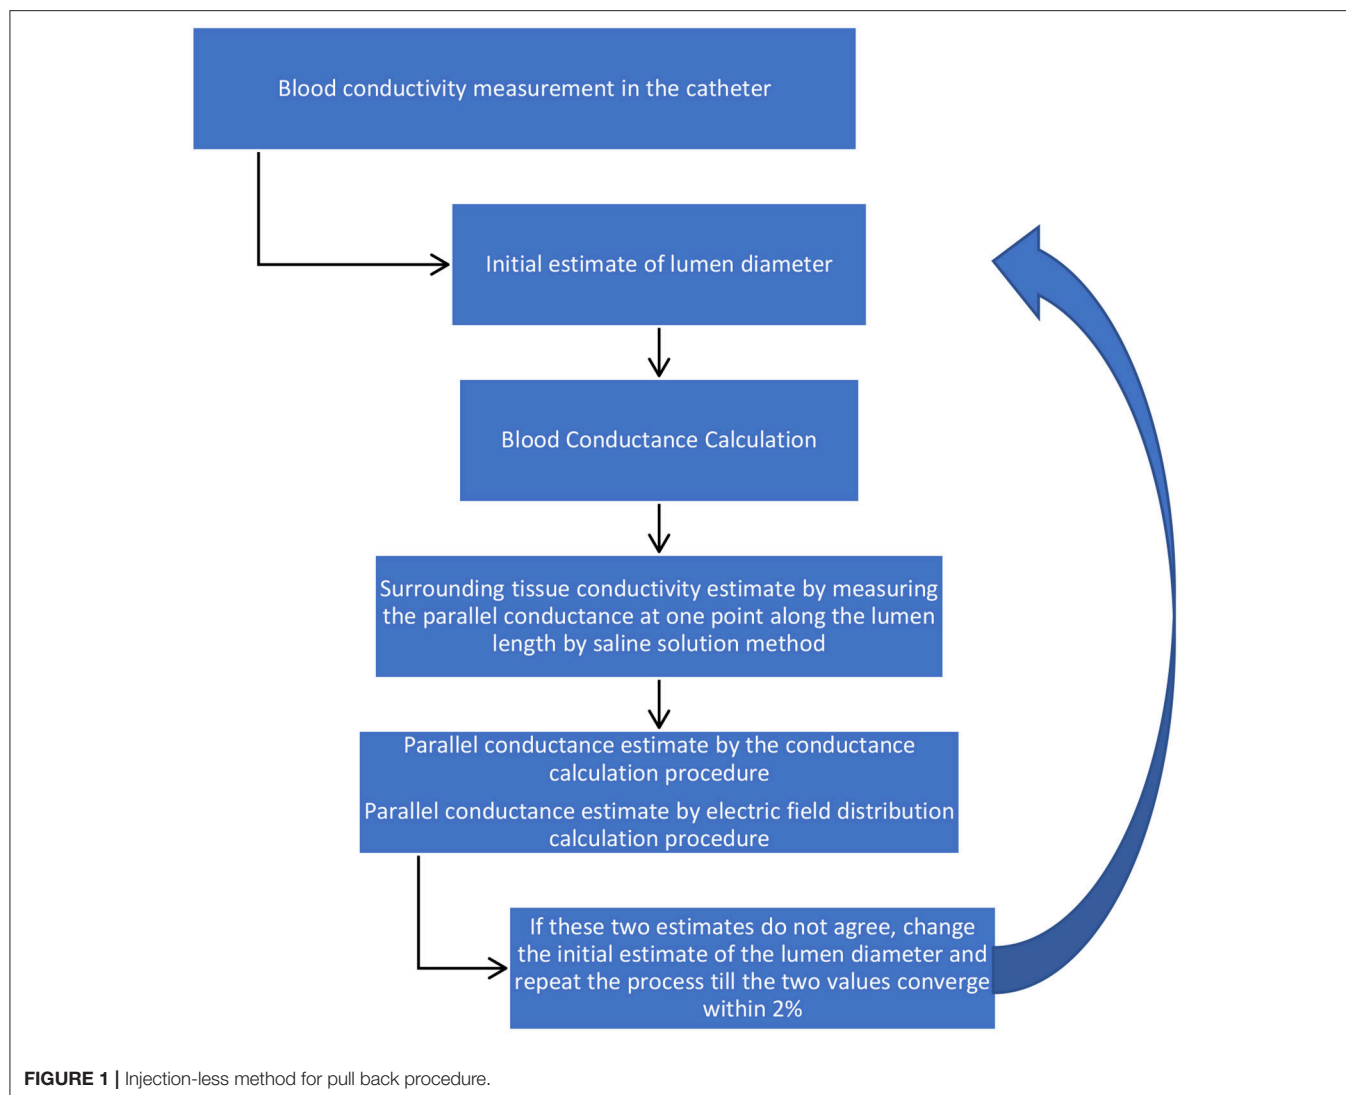 Blood conductivity measurement in the catheter
Initial estimate of lumen diameter
Blood Conductance Calculation
Surrounding tissue conductivity estimate by measuring
the parallel conductance at one point along the lumen
length by saline solution method
Parallel conductance estimate by the conductance
calculation procedure
Parallel conductance estimate by electric field distribution
calculation procedure
If these two estimates do not agree, change
the initial estimate of the lumen diameter and
repeat the process till the two values converge
within 2%
FIGURE 1 | Injection-less method for pull back procedure.